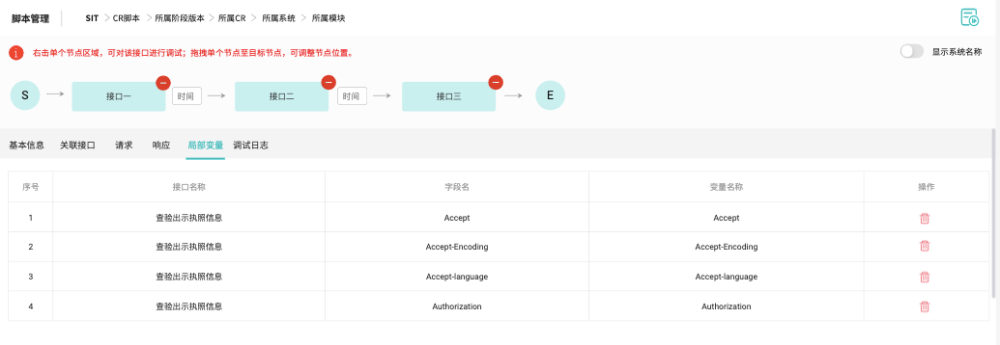 脚本管理 SIT > CR脚本 > 所属阶段版本 > 所属CR > 所属系统 > 所属模块
右击单个节点区域，可对该接口进行调试；拖拽单个节点至目标节点，可调整节点位置。 显示系统名称
S 接口一 时间 接口二 时间 接口三 E
基本信息 关联接口 请求 响应 局部变量 调试日志
序号 接口名称 字段名 变量名称 操作
1 查验出示执照信息 Accept Accept
2 查验出示执照信息 Accept-Encoding Accept-Encoding
3 查验出示执照信息 Accept-language Accept-language
4 查验出示执照信息 Authorization Authorization